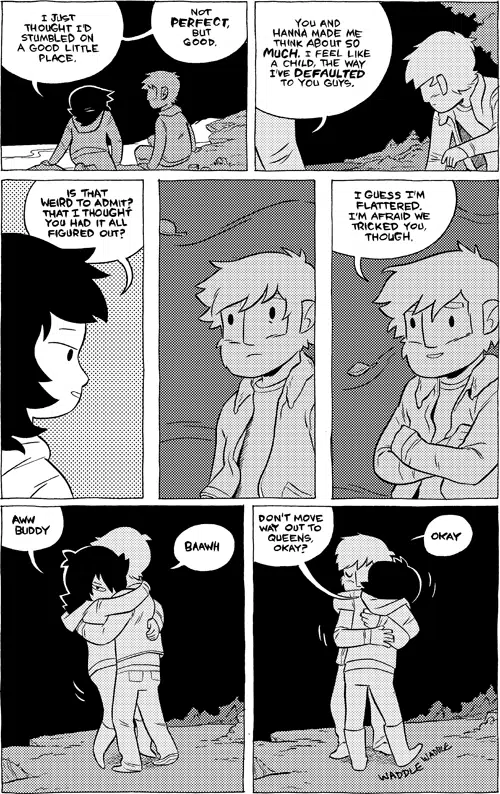 I JUST
THOUGHT I'D
STUMBLED ON
A GOOD LITTLE
PLACE.
NOT
PERFECT,
BUT
GOOD.
YOU AND
HANNA MADE ME
THINK ABOUT SO
MUCH. I FEEL LIKE
A CHILD, THE WAY
I'VE DEFAULTED
TO YOU GUYS.
IS THAT
WEIRD TO ADMIT?
THAT I THOUGHT
YOU HAD IT ALL
FIGURED OUT?
I GUESS I'M
FLATTERED.
I'M AFRAID WE
TRICKED YOU,
THOUGH.
AWW
BUDDY
BAAWH
DON'T MOVE
WAY OUT TO
QUEENS,
OKAY?
OKAY
WADDLE WADDLE